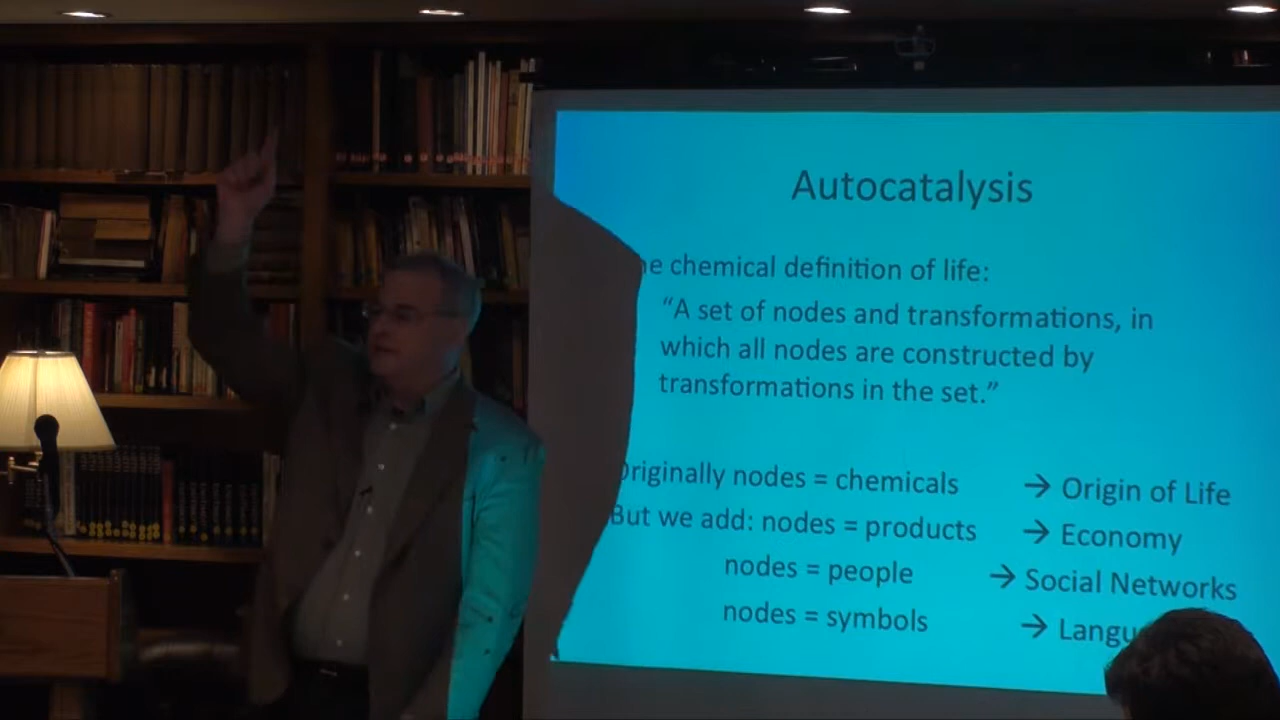 Autocatalysis
he chemical definition of life:
“A set of nodes and transformations, in
which all nodes are constructed by
transformations in the set.”
Originally nodes = chemicals → Origin of Life
But we add: nodes = products → Economy
nodes = people → Social Networks
nodes = symbols → Langu